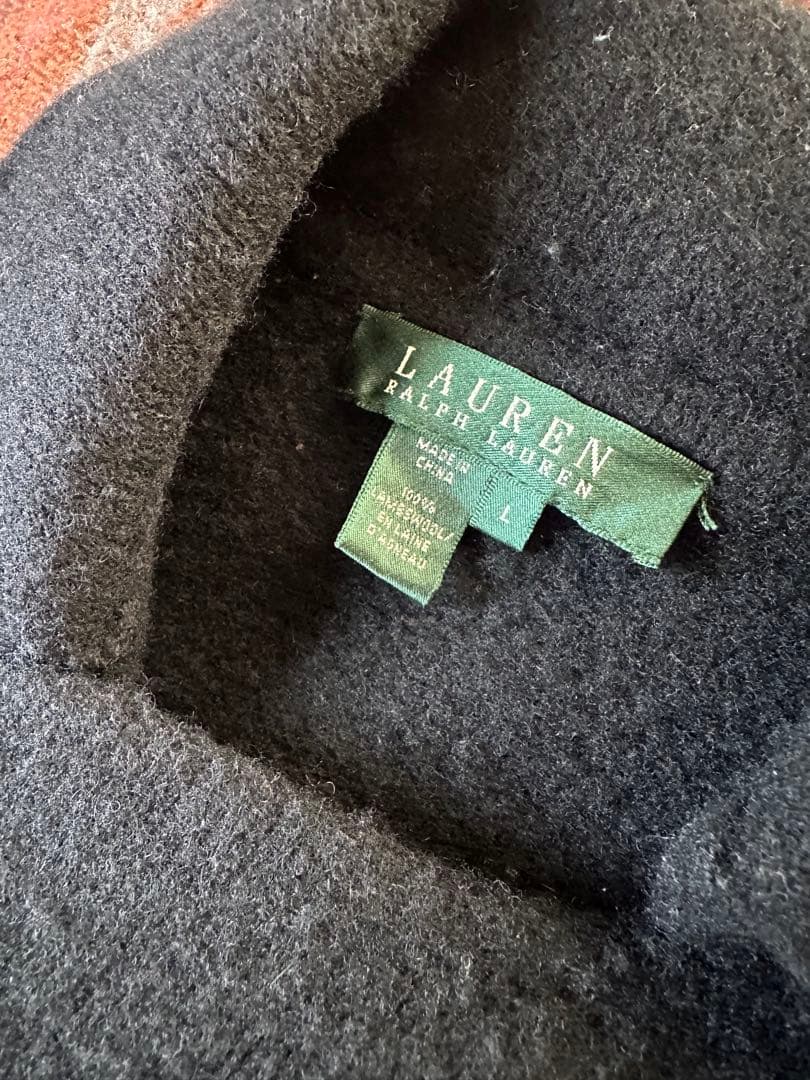 LAUREN
RALPH LAUREN
MADE IN
CHINA
L
100%
LAMBSWOOL/
EN LAINE
D'AGNEAU